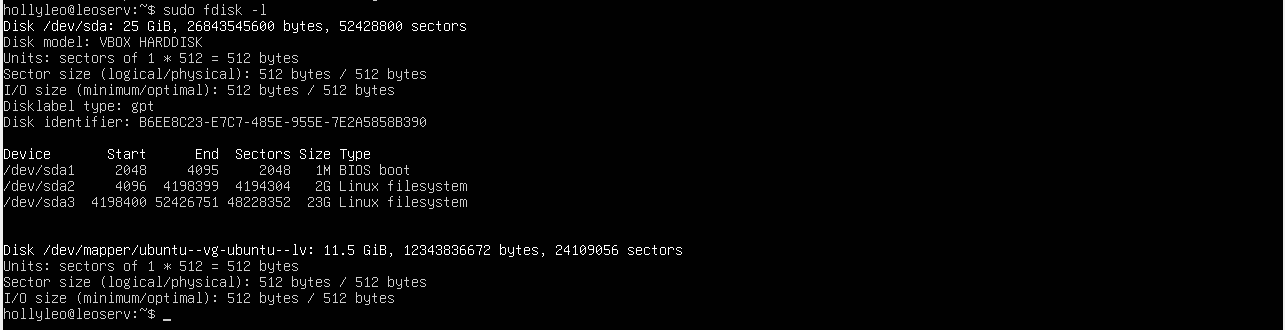 hollyleo@leoserv:~$ sudo fdisk -l
Disk /dev/sda: 25 GiB, 26843545600 bytes, 52428800 sectors
Disk model: VBOX HARDDISK
Units: sectors of 1 * 512 = 512 bytes
Sector size (logical/physical): 512 bytes / 512 bytes
I/O size (minimum/optimal): 512 bytes / 512 bytes
Disklabel type: gpt
Disk identifier: B6EE8C23-E7C7-485E-955E-7E2A5858B390
Device       Start      End  Sectors Size Type
/dev/sda1     2048     4095     2048   1M BIOS boot
/dev/sda2     4096  4198399  4194304   2G Linux filesystem
/dev/sda3  4198400 52426751 48228352  23G Linux filesystem
Disk /dev/mapper/ubuntu--vg-ubuntu--lv: 11.5 GiB, 12343836672 bytes, 24109056 sectors
Units: sectors of 1 * 512 = 512 bytes
Sector size (logical/physical): 512 bytes / 512 bytes
I/O size (minimum/optimal): 512 bytes / 512 bytes
hollyleo@leoserv:~$ _